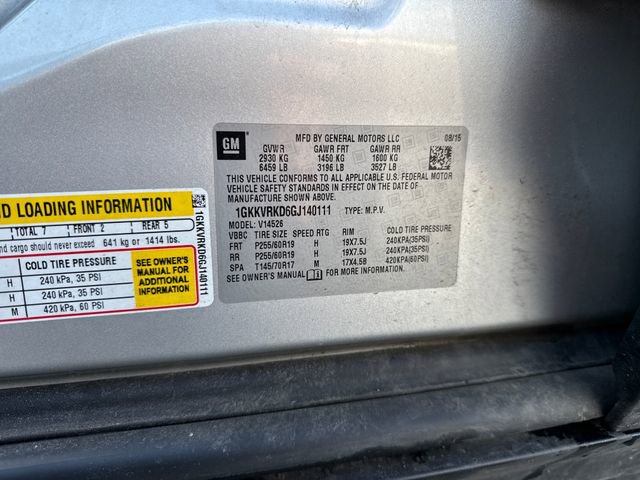 GM
MFD BY GENERAL MOTORS LLC 08/15
GVWR GAWR FRT GAWR RR
2930 KG 1450 KG 1600 KG
6459 LB 3196 LB 3527 LB
THIS VEHICLE CONFORMS TO ALL APPLICABLE U.S. FEDERAL MOTOR
VEHICLE SAFETY STANDARDS IN EFFECT ON THE DATE OF
MANUFACTURE SHOWN ABOVE.
1GKKVRKD6GJ140111 TYPE: M.P.V.
MODEL: V14526
VBBC TIRE SIZE SPEED RTG RIM COLD TIRE PRESSURE
FRT P255/60R19 H 19X7.5J 240KPA(35PSI)
RR P255/60R19 H 19X7.5J 240KPA(35PSI)
SPA T145/70R17 M 17X4.5B 420KPA(60PSI)
SEE OWNER'S MANUAL FOR MORE INFORMATION.
ND LOADING INFORMATION
TOTAL 7 FRONT 2 REAR 5
nd cargo should never exceed 641 kg or 1414 lbs.
COLD TIRE PRESSURE
H 240 kPa, 35 PSI
H 240 kPa, 35 PSI
M 420 kPa, 60 PSI
SEE OWNER'S
MANUAL FOR
ADDITIONAL
INFORMATION
1GKKVRKD6GJ140111